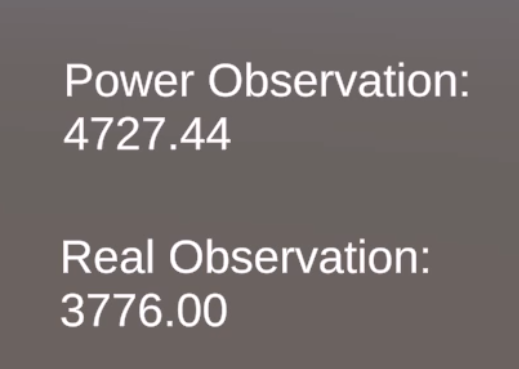 Power Observation:
4727.44
Real Observation:
3776.00